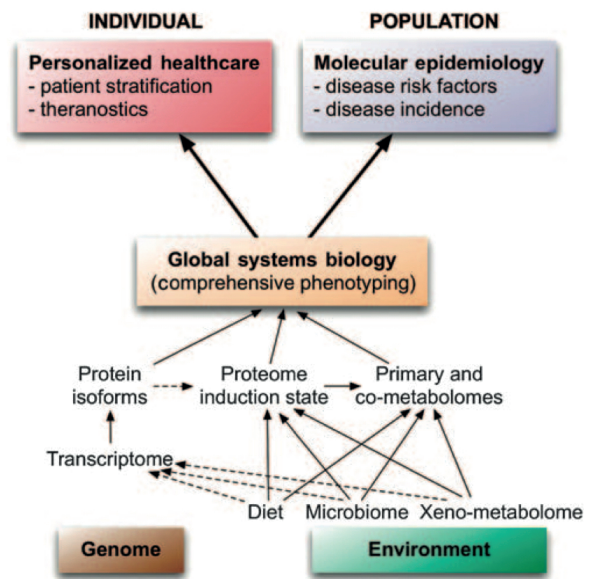 INDIVIDUAL
POPULATION
Personalized healthcare
- patient stratification
- theranostics
Molecular epidemiology
- disease risk factors
- disease incidence
Global systems biology
(comprehensive phenotyping)
Protein
isoforms
Proteome
induction state
Primary and
co-metabolomes
Transcriptome
Diet
Microbiome
Xeno-metabolome
Genome
Environment